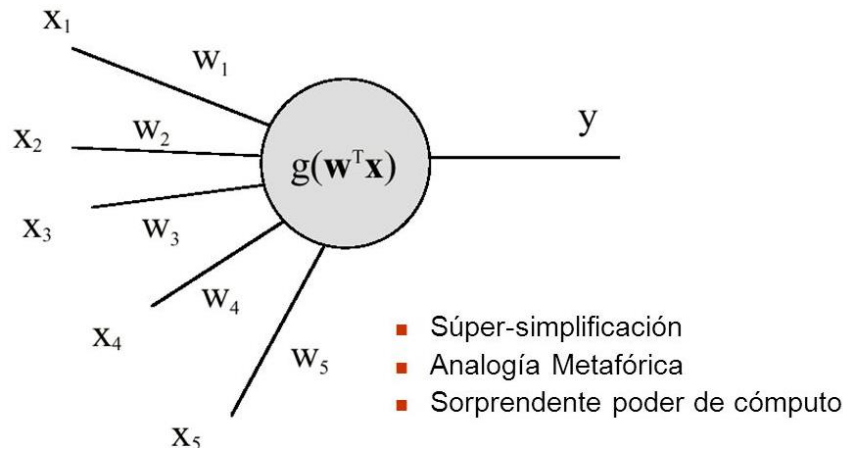 x₁
w₁
x₂
w₂
x₃
w₃
x₄
w₄
x₅
w₅
g(wᵀx)
y
Súper-simplificación
Analogía Metafórica
Sorprendente poder de cómputo